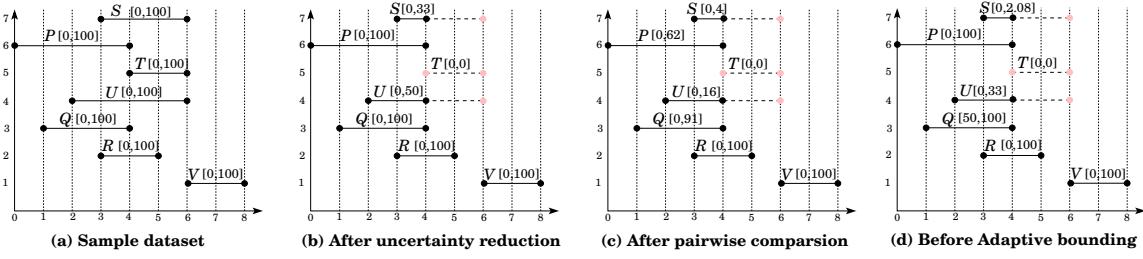 7 S [0,100]
6 P [0,100]
5 T [0,100]
4 U [0,100]
3 Q [0,100]
2 R [0,100]
1 V [0,100]
0 1 2 3 4 5 6 7 8
(a) Sample dataset
7 S [0,33]
6 P [0,100]
5 T [0,0]
4 U [0,50]
3 Q [0,100]
2 R [0,100]
1 V [0,100]
0 1 2 3 4 5 6 7 8
(b) After uncertainty reduction
7 S [0,4]
6 P [0,62]
5 T [0,0]
4 U [0,16]
3 Q [0,91]
2 R [0,100]
1 V [0,100]
0 1 2 3 4 5 6 7 8
(c) After pairwise comparsion
7 S [0,2.08]
6 P [0,100]
5 T [0,0]
4 U [0,33]
3 Q [50,100]
2 R [0,100]
1 V [0,100]
0 1 2 3 4 5 6 7 8
(d) Before Adaptive bounding